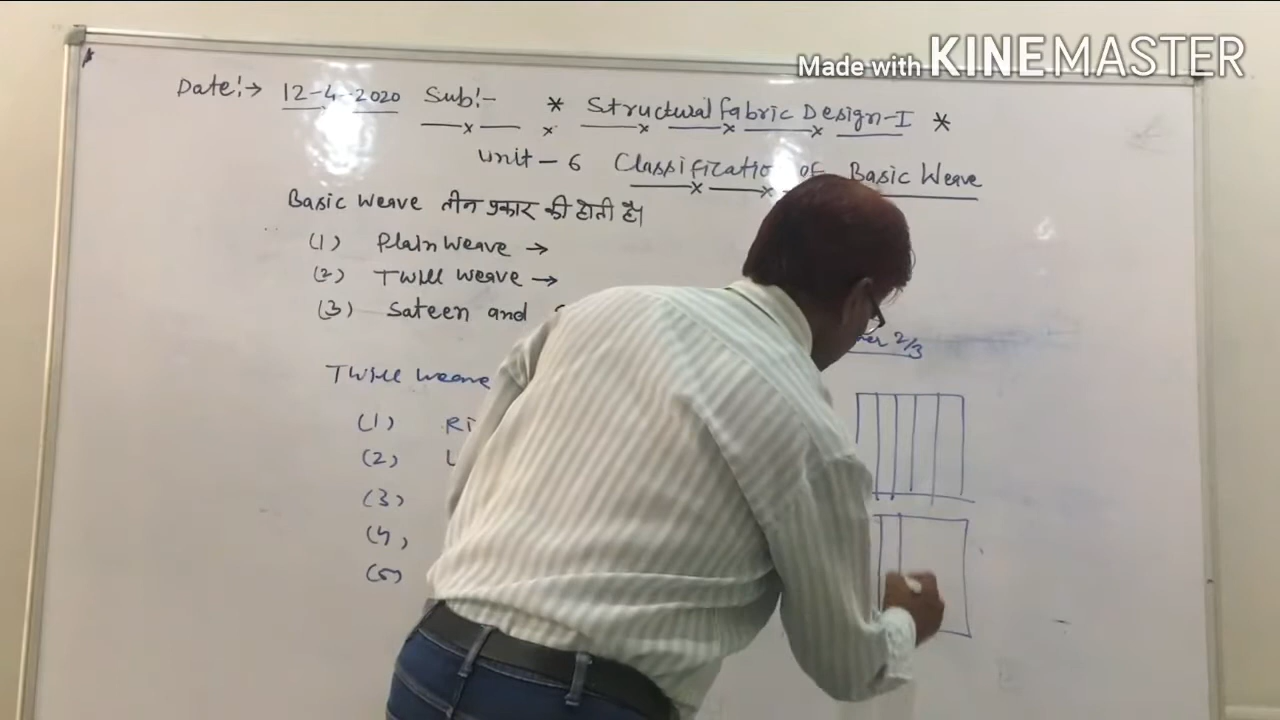 Made with KINEMASTER
Date:→ 12-4-2020 Sub:- * Structural Fabric Design-I *
Unit - 6 Classification of Basic Weave
Basic Weave तीन प्रकार की होती है।
(1) Plain Weave →
(2) Twill Weave →
(3) Sateen and
2/3
Twill Weave
(1) Ri
(2) L
(3)
(4)
(5)